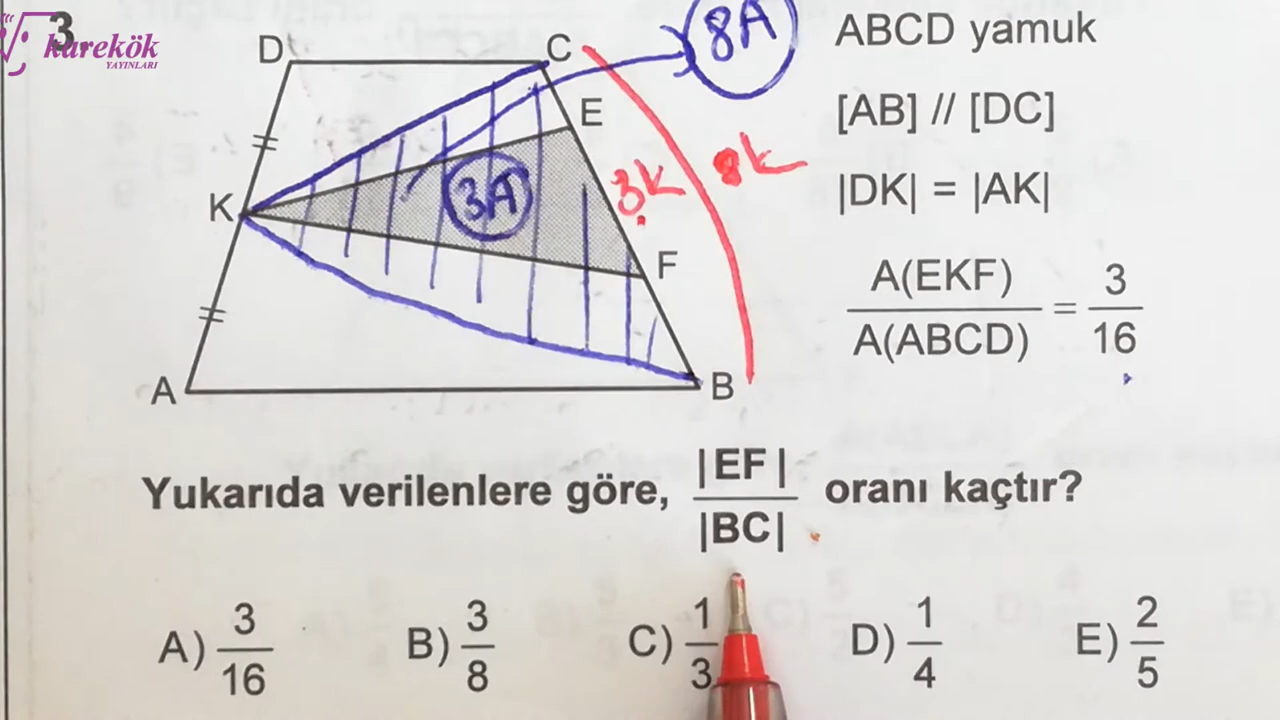 3.
karekök
YAYINLARI
D
C
E
K
F
A
B
3A
8A
3k
8k
ABCD yamuk
[AB] // [DC]
|DK| = |AK|
A(EKF) / A(ABCD) = 3 / 16
Yukarıda verilenlere göre, |EF| / |BC| oranı kaçtır?
A) 3/16 B) 3/8 C) 1/3 D) 1/4 E) 2/5